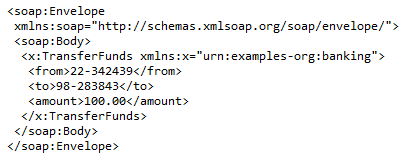 <soap:Envelope
 xmlns:soap="http://schemas.xmlsoap.org/soap/envelope/">
 <soap:Body>
  <x:TransferFunds xmlns:x="urn:examples-org:banking">
   <from>22-342439</from>
   <to>98-283843</to>
   <amount>100.00</amount>
  </x:TransferFunds>
 </soap:Body>
</soap:Envelope>